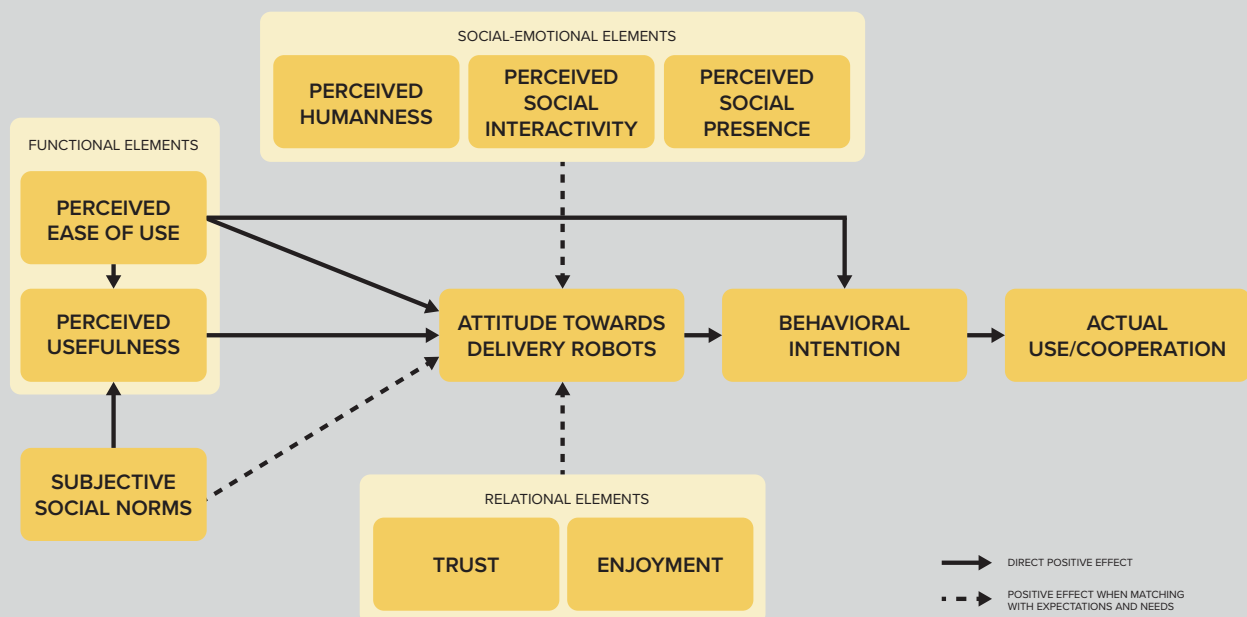 SOCIAL-EMOTIONAL ELEMENTS
PERCEIVED
HUMANNESS
PERCEIVED
SOCIAL
INTERACTIVITY
PERCEIVED
SOCIAL
PRESENCE
FUNCTIONAL ELEMENTS
PERCEIVED
EASE OF USE
PERCEIVED
USEFULNESS
ATTITUDE TOWARDS
DELIVERY ROBOTS
BEHAVIORAL
INTENTION
ACTUAL
USE/COOPERATION
SUBJECTIVE
SOCIAL NORMS
RELATIONAL ELEMENTS
TRUST
ENJOYMENT
DIRECT POSITIVE EFFECT
POSITIVE EFFECT WHEN MATCHING
WITH EXPECTATIONS AND NEEDS